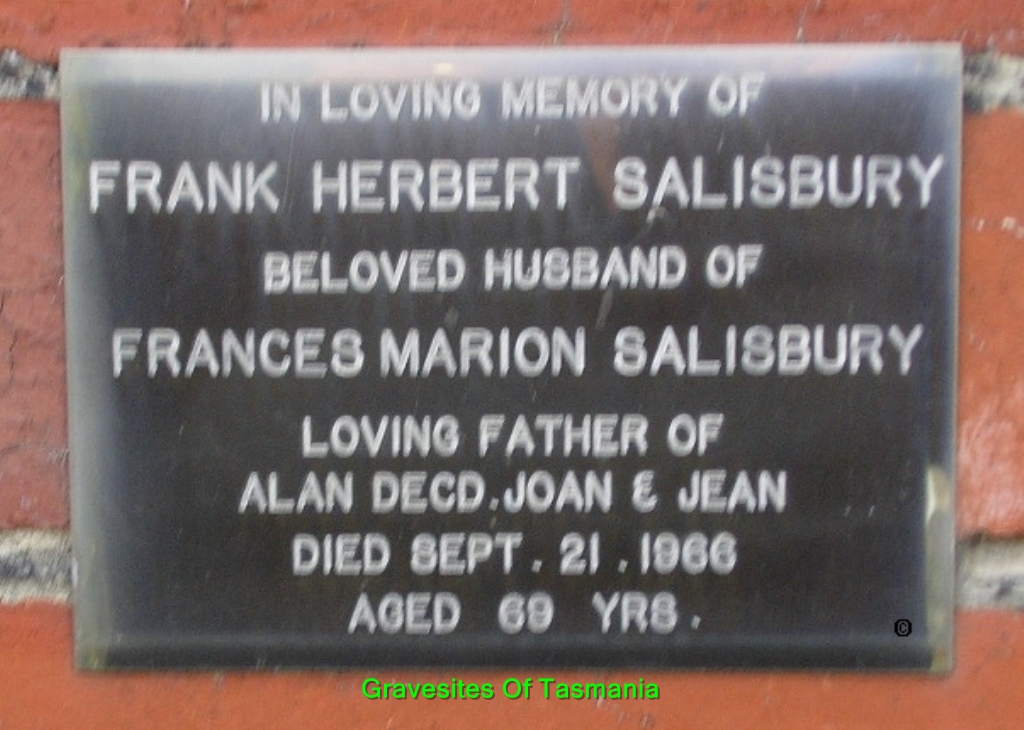 IN LOVING MEMORY OF
FRANK HERBERT SALISBURY
BELOVED HUSBAND OF
FRANCES MARION SALISBURY
LOVING FATHER OF
ALAN DECD. JOAN & JEAN
DIED SEPT. 21. 1966
AGED 69 YRS.
©
Gravesites Of Tasmania